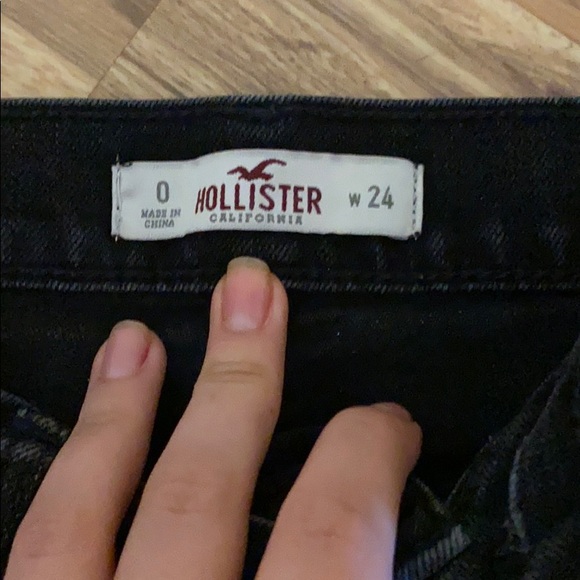 0
MADE IN
CHINA
HOLLISTER
CALIFORNIA
W 24